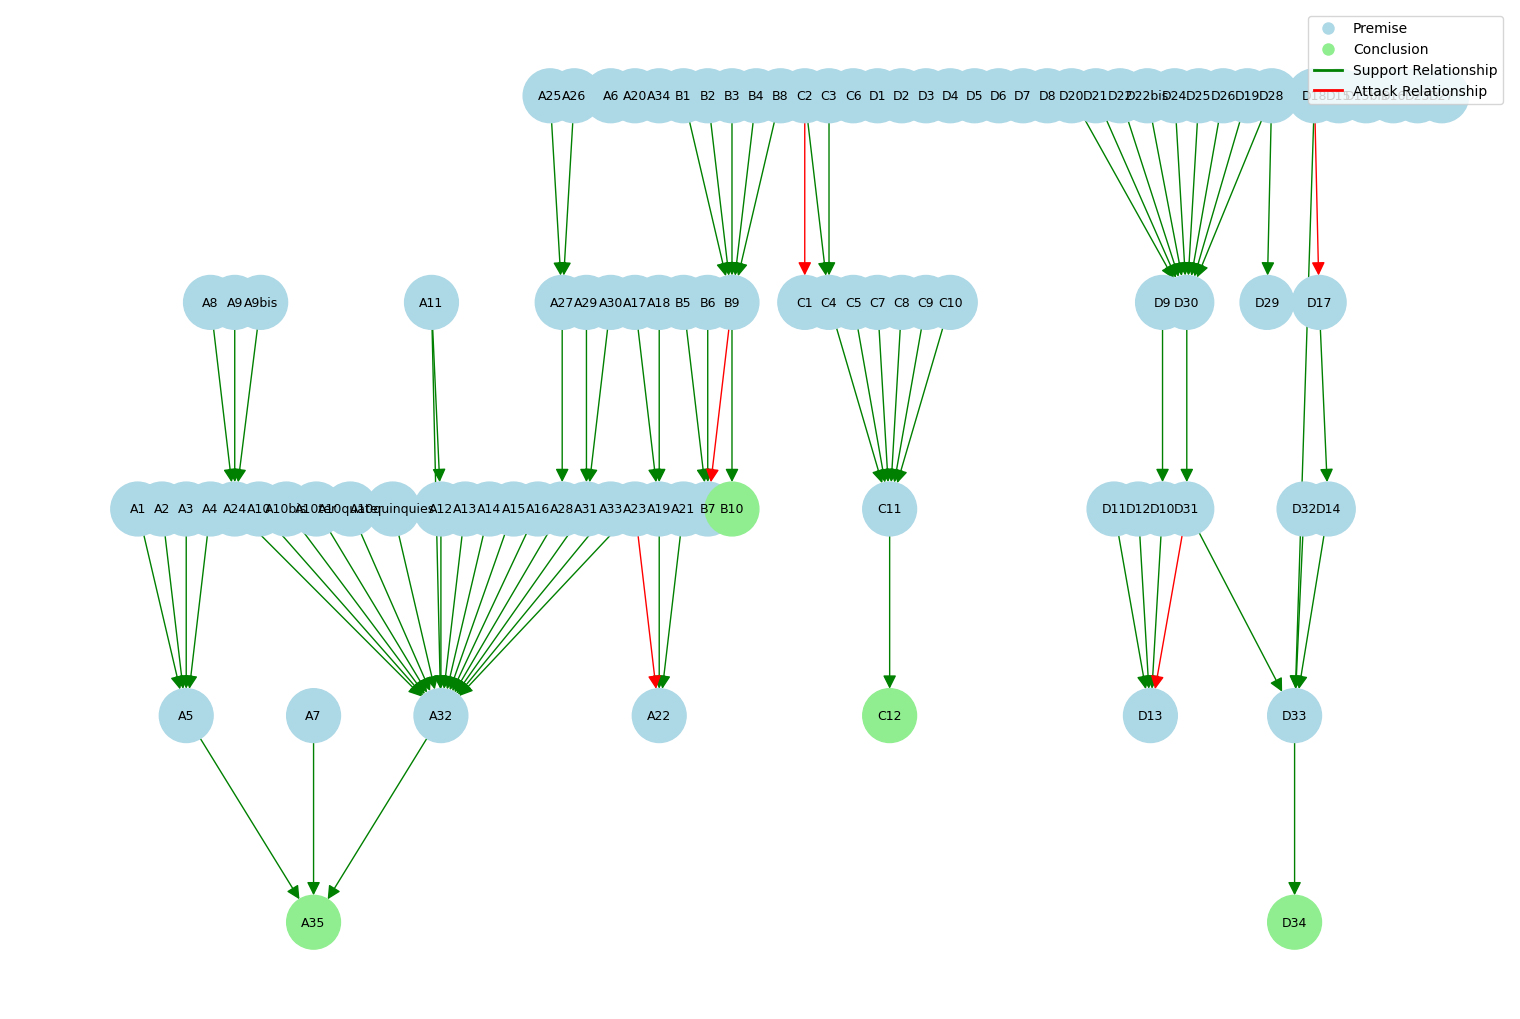 Premise
Conclusion
Support Relationship
Attack Relationship
A25 A26 A6 A20 A34 B1 B2 B3 B4 B8 C2 C3 C6 D1 D2 D3 D4 D5 D6 D7 D8 D20 D21 D22 D22bis D24 D25 D26 D19 D28 D18
A8 A9 A9bis A11 A27 A29 A30 A17 A18 B5 B6 B9 C1 C4 C5 C7 C8 C9 C10 D9 D30 D29 D17
A1 A2 A3 A4 A24 A10 A10bis A10ter A10quater A10quinquies A12 A13 A14 A15 A16 A28 A31 A33 A23 A19 A21 B7 B10 C11 D11 D12 D10 D31 D32 D14
A5 A7 A32 A22 C12 D13 D33
A35 D34